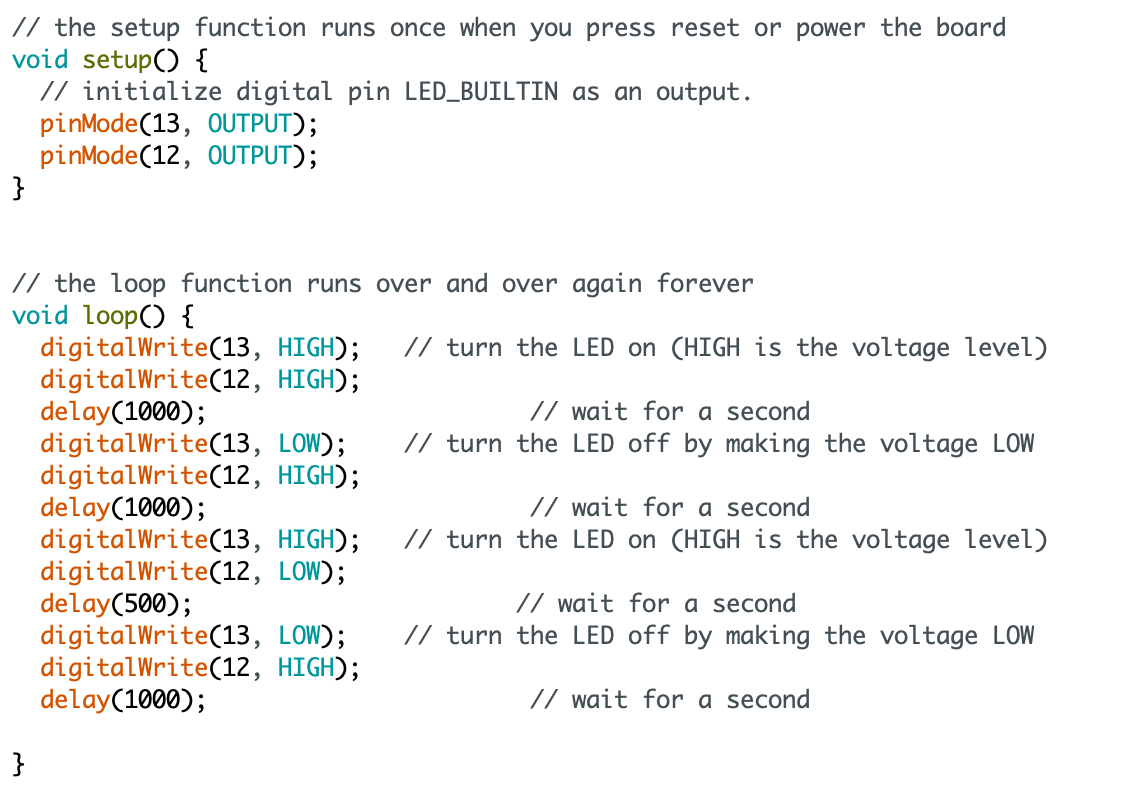 // the setup function runs once when you press reset or power the board
void setup() {
  // initialize digital pin LED_BUILTIN as an output.
  pinMode(13, OUTPUT);
  pinMode(12, OUTPUT);
}
// the loop function runs over and over again forever
void loop() {
  digitalWrite(13, HIGH);   // turn the LED on (HIGH is the voltage level)
  digitalWrite(12, HIGH);
  delay(1000);                       // wait for a second
  digitalWrite(13, LOW);    // turn the LED off by making the voltage LOW
  digitalWrite(12, HIGH);
  delay(1000);                       // wait for a second
  digitalWrite(13, HIGH);   // turn the LED on (HIGH is the voltage level)
  digitalWrite(12, LOW);
  delay(500);                       // wait for a second
  digitalWrite(13, LOW);    // turn the LED off by making the voltage LOW
  digitalWrite(12, HIGH);
  delay(1000);                       // wait for a second
}